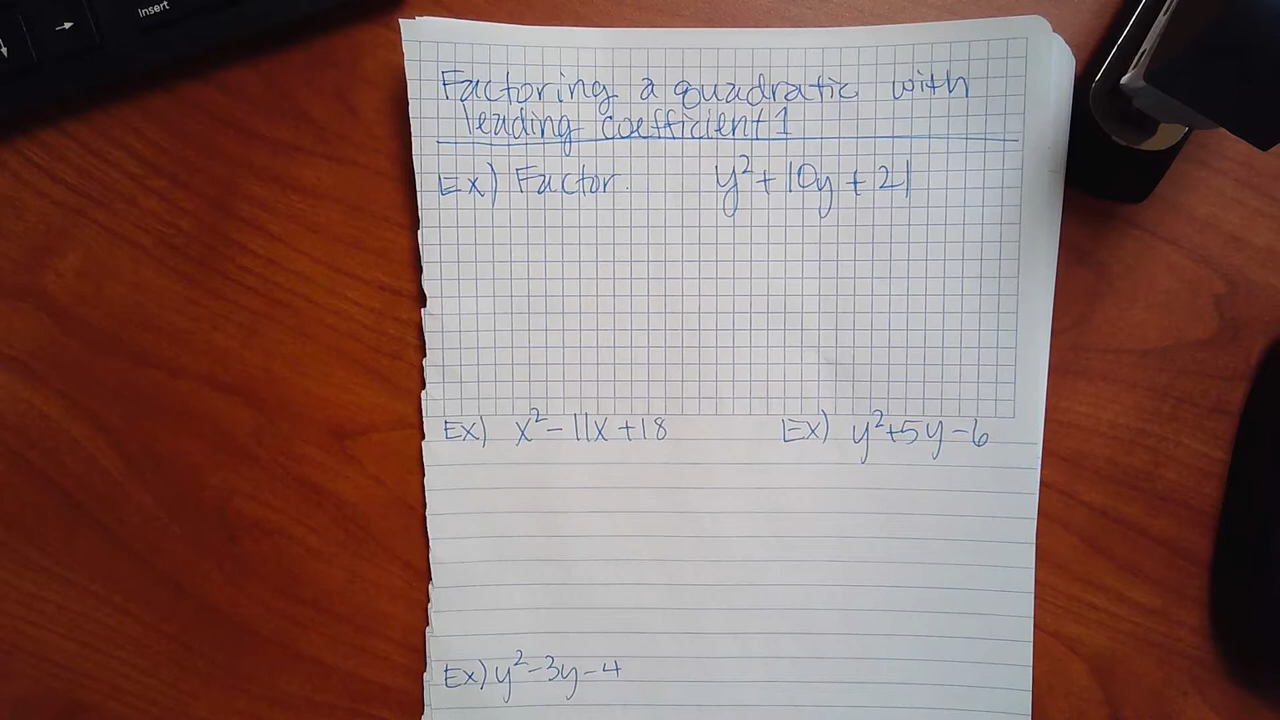 Insert
Factoring a quadratic with
leading coefficient 1
Ex) Factor. y²+10y+21
Ex) x²-11x+18 Ex) y²+5y-6
Ex) y²-3y-4